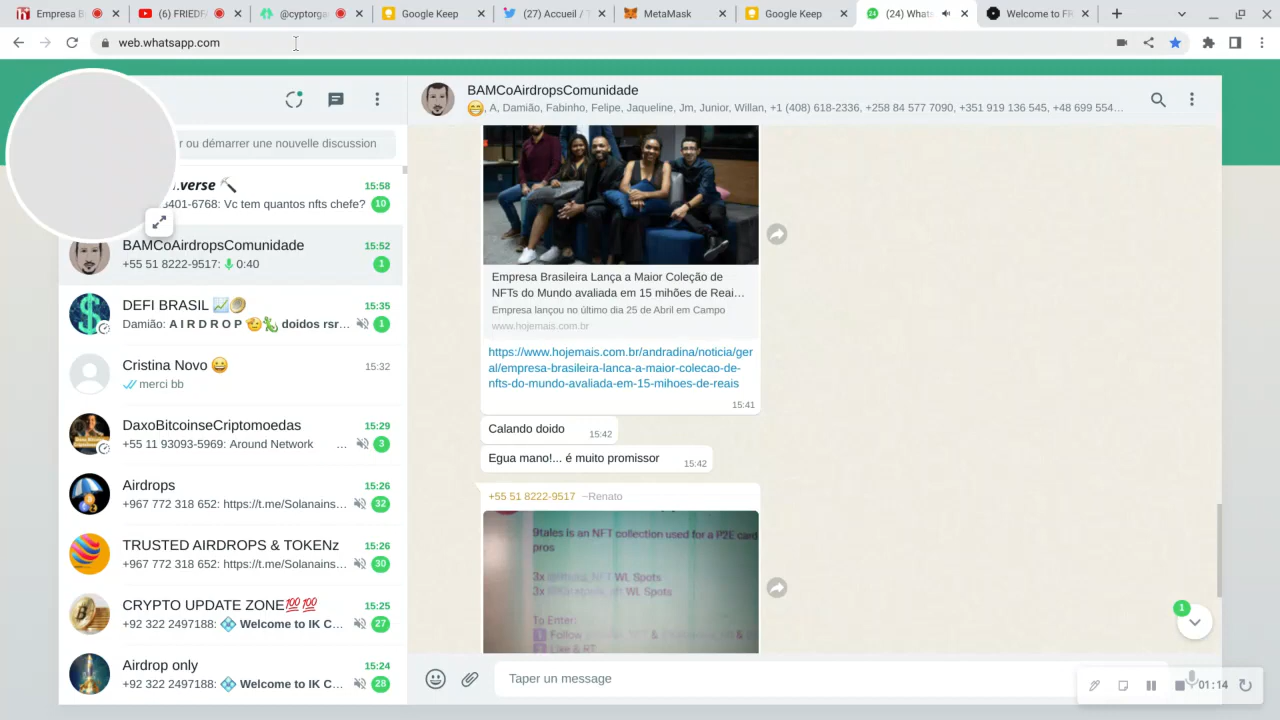 Empresa B
(6) FRIEDF
@cyptorga
Google Keep
(27) Accueil / T
MetaMask
Google Keep
(24) Whats
Welcome to FR
web.whatsapp.com
r ou démarrer une nouvelle discussion
.verse 🔨
15:58
3401-6768: Vc tem quantos nfts chefe?
10
BAMCoAirdropsComunidade
15:52
+55 51 8222-9517: 0:40
1
DEFI BRASIL 📈🪙
15:35
Damião: A I R D R O P 🫡🦎 doidos rsr...
1
Cristina Novo 😀
15:32
merci bb
DaxoBitcoinseCriptomoedas
15:29
+55 11 93093-5969: Around Network ...
3
Airdrops
15:26
+967 772 318 652: https://t.me/Solanains...
32
TRUSTED AIRDROPS & TOKENz
15:26
+967 772 318 652: https://t.me/Solanains...
30
CRYPTO UPDATE ZONE💯💯
15:25
+92 322 2497188: 💠 Welcome to IK C...
27
Airdrop only
15:24
+92 322 2497188: 💠 Welcome to IK C...
28
BAMCoAirdropsComunidade
😁, A, Damião, Fabinho, Felipe, Jaqueline, Jm, Junior, Willan, +1 (408) 618-2336, +258 84 577 7090, +351 919 136 545, +48 699 554...
Empresa Brasileira Lança a Maior Coleção de
NFTs do Mundo avaliada em 15 mihões de Reai...
Empresa lançou no último dia 25 de Abril em Campo
www.hojemais.com.br
https://www.hojemais.com.br/andradina/noticia/ger
al/empresa-brasileira-lanca-a-maior-colecao-de-
nfts-do-mundo-avaliada-em-15-mihoes-de-reais
15:41
Calando doido
15:42
Egua mano!... é muito promissor
15:42
+55 51 8222-9517 ~Renato
9tales is an NFT collection used for a P2E card
pros
3x NFT WL Spots
3x WL Spots
To Enter:
1 Follow
2 Like & RT
1
Taper un message
01:14